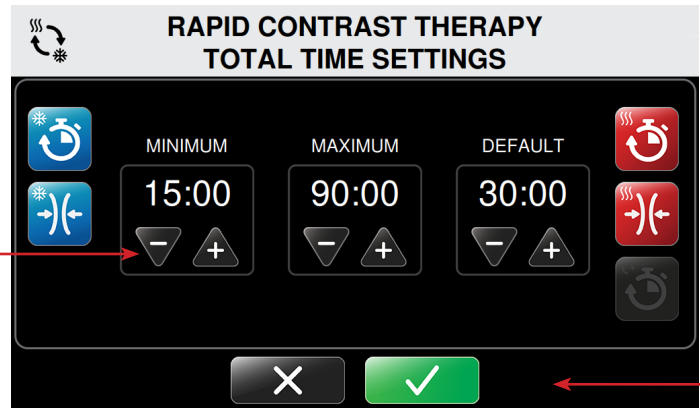 RAPID CONTRAST THERAPY
TOTAL TIME SETTINGS
MINIMUM MAXIMUM DEFAULT
15:00 90:00 30:00